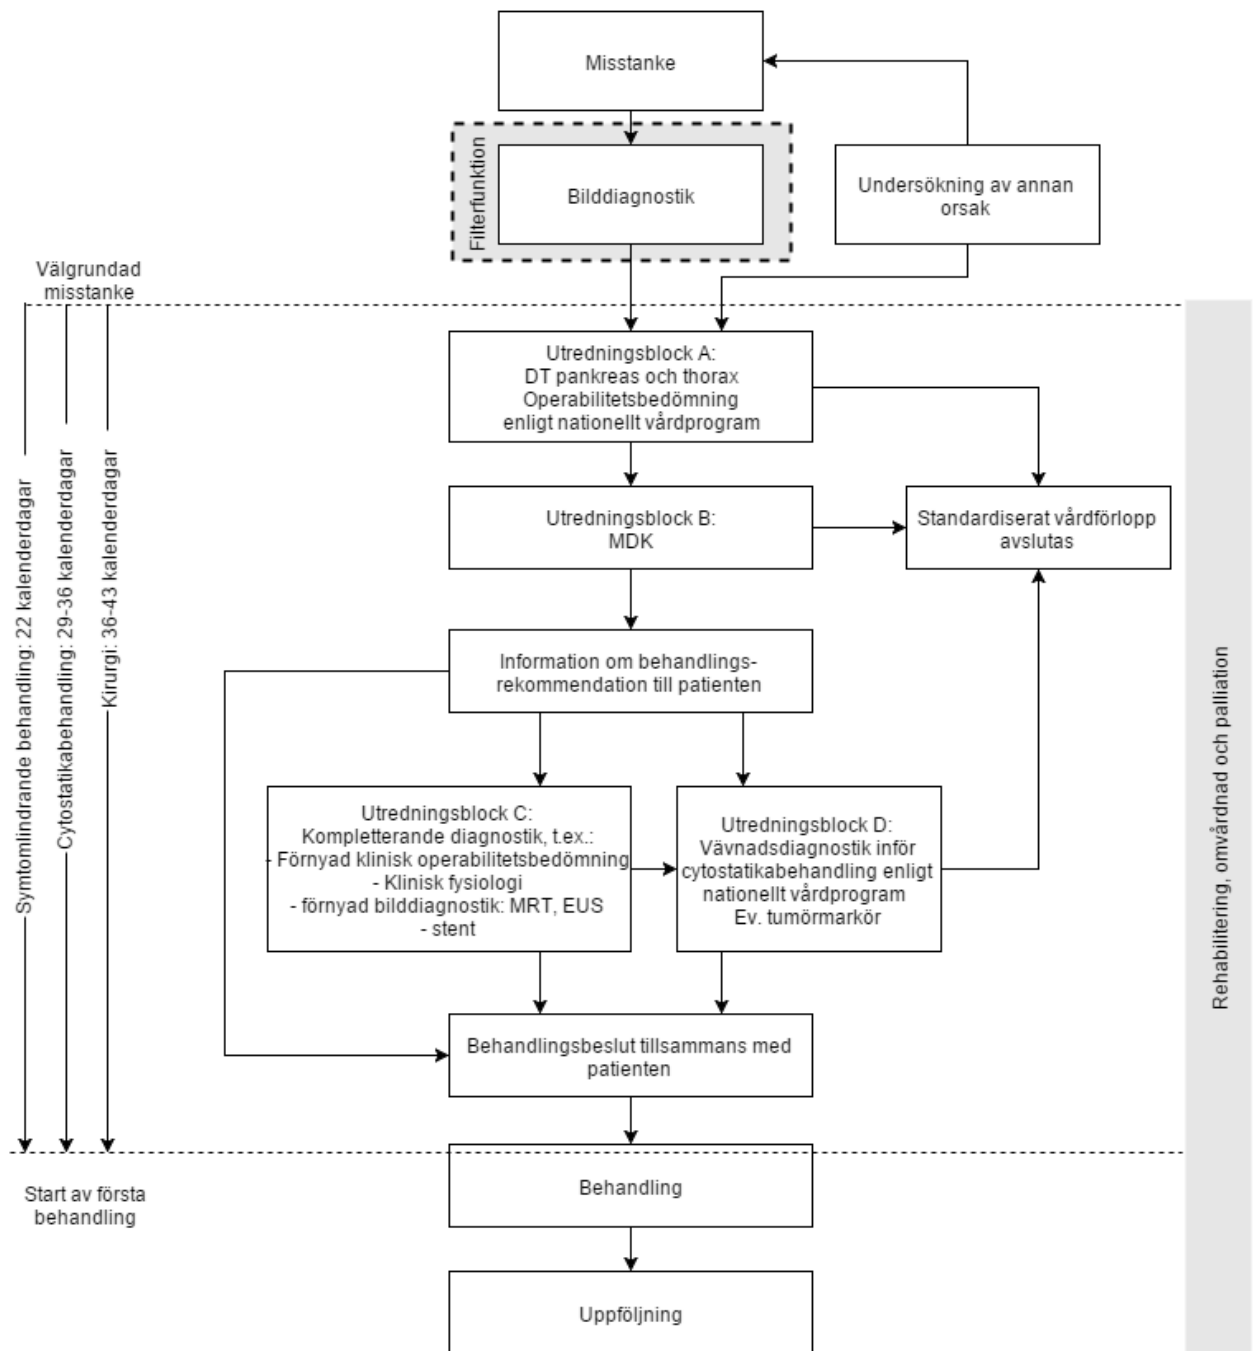 Misstanke
Filterfunktion
Bilddiagnostik
Undersökning av annan
orsak
Välgrundad
misstanke
Utredningsblock A:
DT pankreas och thorax
Operabilitetsbedömning
enligt nationellt vårdprogram
Utredningsblock B:
MDK
Standardiserat vårdförlopp
avslutas
Symtomlindrande behandling: 22 kalenderdagar
Cytostatikabehandling: 29-36 kalenderdagar
Kirurgi: 36-43 kalenderdagar
Information om behandlings-
rekommendation till patienten
Utredningsblock C:
Kompletterande diagnostik, t.ex.:
- Förnyad klinisk operabilitetsbedömning
- Klinisk fysiologi
- förnyad bilddiagnostik: MRT, EUS
- stent
Utredningsblock D:
Vävnadsdiagnostik inför
cytostatikabehandling enligt
nationellt vårdprogram
Ev. tumörmarkör
Rehabilitering, omvårdnad och palliation
Behandlingsbeslut tillsammans med
patienten
Start av första
behandling
Behandling
Uppföljning